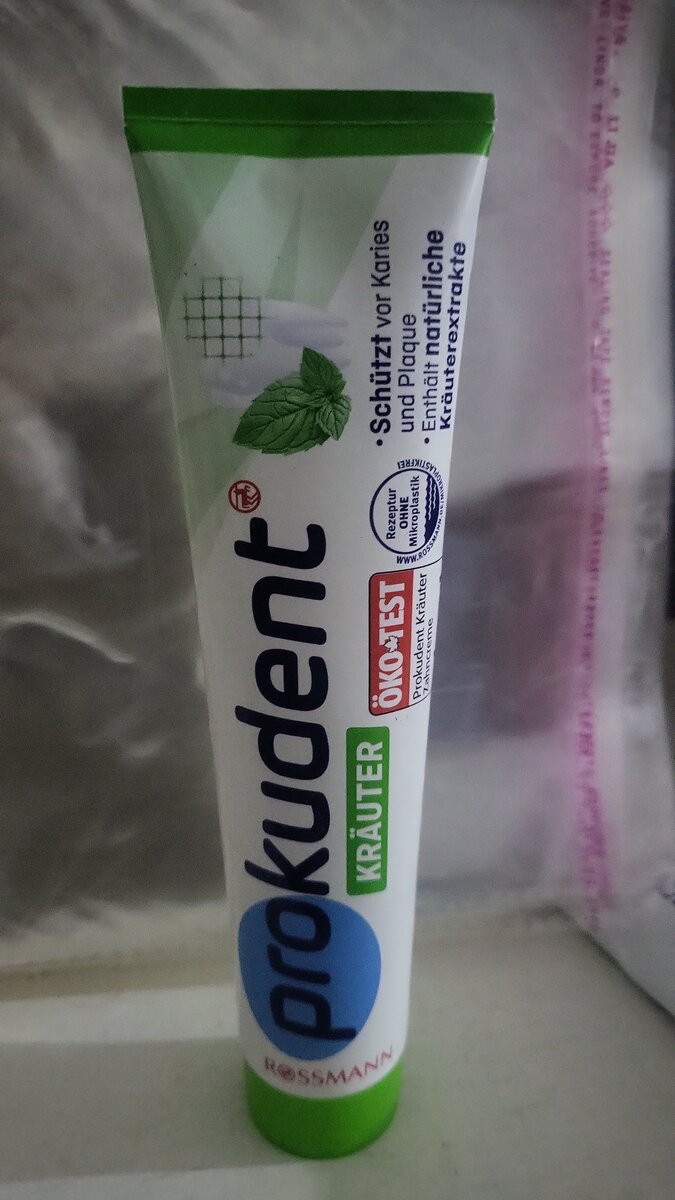 prokudent
KRÄUTER
ROSSMANN
ÖKO TEST
Prokudent Kräuter
Zahncreme
Rezeptur
OHNE
Mikroplastik
• Schützt vor Karies
und Plaque
• Enthält natürliche
Kräuterextrakte